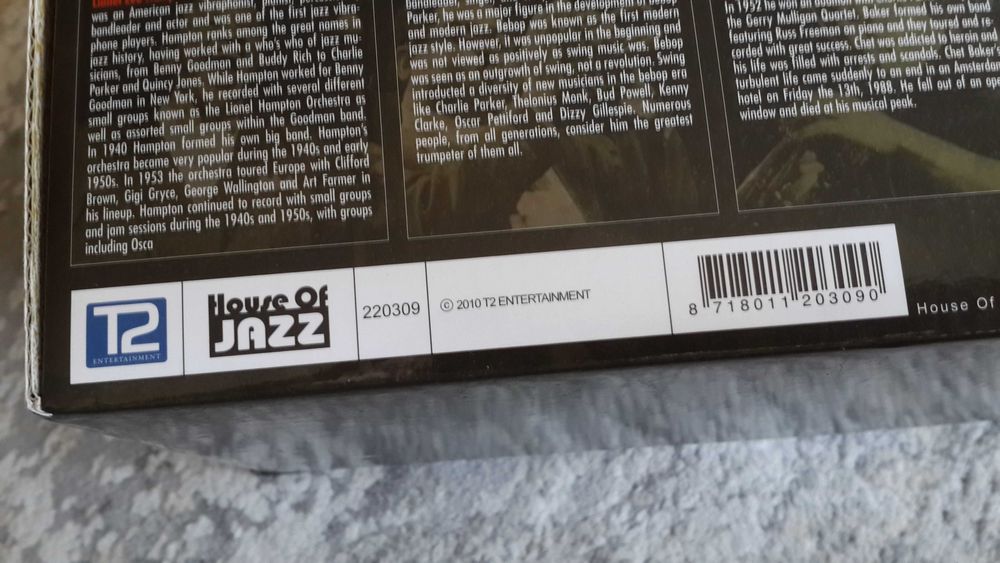 was an American jazz vibraphonist, pianist, percussionist,
bandleader and actor and was one of the first jazz vibra-
phone players. Hampton ranks among the great names in
jazz history, having worked with a who's who of jazz mu-
sicians, from Benny Goodman and Buddy Rich to Charlie
Parker and Quincy Jones. While Hampton worked for Benny
Goodman in New York, he recorded with several different
small groups known as the Lionel Hampton Orchestra as
well as assorted small groups within the Goodman band.
In 1940 Hampton formed his own big band. Hampton's
orchestra became very popular during the 1940s and early
1950s. In 1953 the orchestra toured Europe with Clifford
Brown, Gigi Gryce, George Wallington and Art Farmer in
his lineup. Hampton continued to record with small groups
and jam sessions during the 1940s and 1950s, with groups
including Osca
bandleader, singer,
Parker, he was a major figure in the development of Bebop
and modern jazz. Bebop was known as the first modern
jazz style. However, it was unpopular in the beginning and
was not viewed as positively as swing music was. Bebop
was seen as an outgrowth of swing, not a revolution. Swing
introduced a diversity of new musicians in the bebop era
like Charlie Parker, Thelonius Monk, Bud Powell, Kenny
Clarke, Oscar Pettiford and Dizzy Gillespie. Numerous
people, from all generations, consider him the greatest
trumpeter of them all.
in 1952 he won an
the Gerry Mulligan Quartet. Baker formed his own band
featuring Russ Freeman and they toured and re-
corded with great success. Chet was addicted to heroin and
his life was filled with arrests and scandals. Chet Baker's
turbulent life came suddenly to an end in an Amsterdam
hotel on Friday the 13th, 1988. He fell out of an op
window and died at his musical peak.
T2
ENTERTAINMENT
House Of
JAZZ
220309
© 2010 T2 ENTERTAINMENT
8 718011 203090
House Of